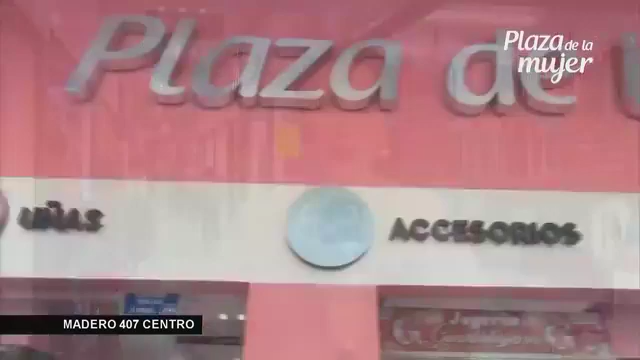 Plaza de
Plaza de la
mujer
UÑAS
ACCESORIOS
MADERO 407 CENTRO